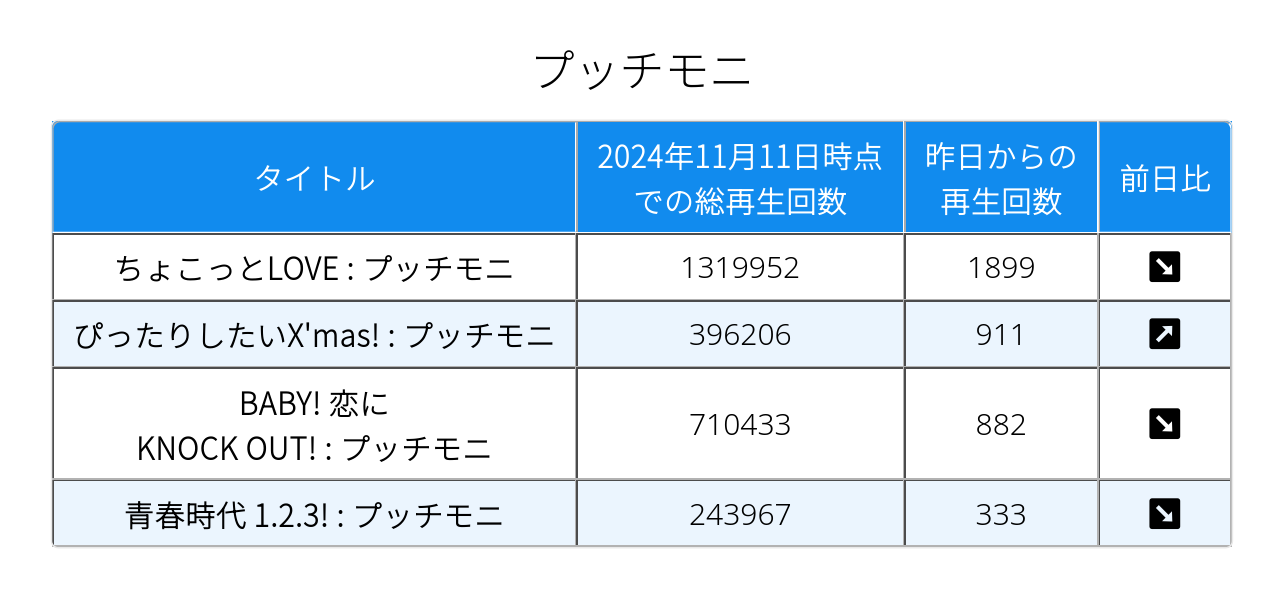 プッチモニ
タイトル
2024年11月11日時点
での総再生回数
昨日からの
再生回数
前日比
ちょこっとLOVE : プッチモニ
1319952
1899
↘
ぴったりしたいX'mas! : プッチモニ
396206
911
↗
BABY! 恋に
KNOCK OUT! : プッチモニ
710433
882
↘
青春時代 1.2.3! : プッチモニ
243967
333
↘